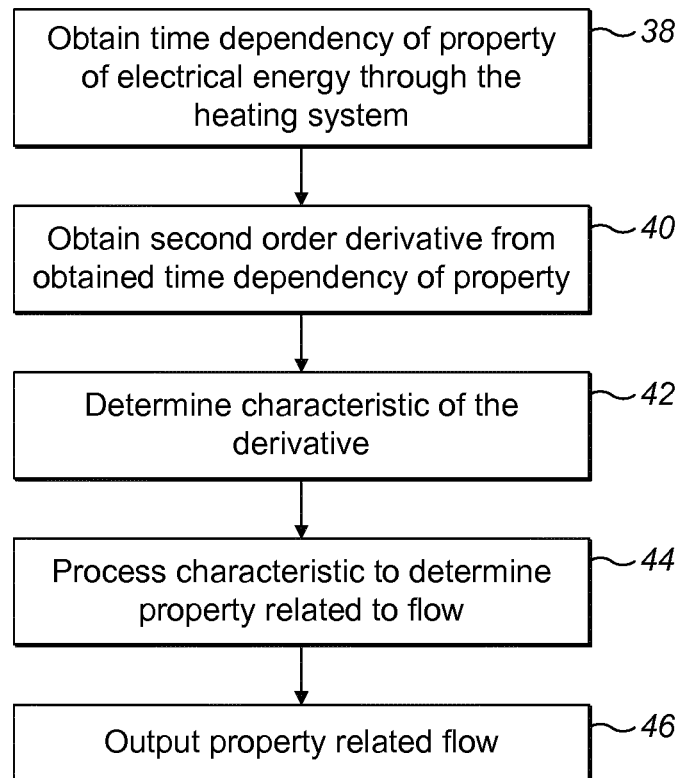 Obtain time dependency of property
of electrical energy through the
heating system
38
Obtain second order derivative from
obtained time dependency of property
40
Determine characteristic of the
derivative
42
Process characteristic to determine
property related to flow
44
Output property related flow
46